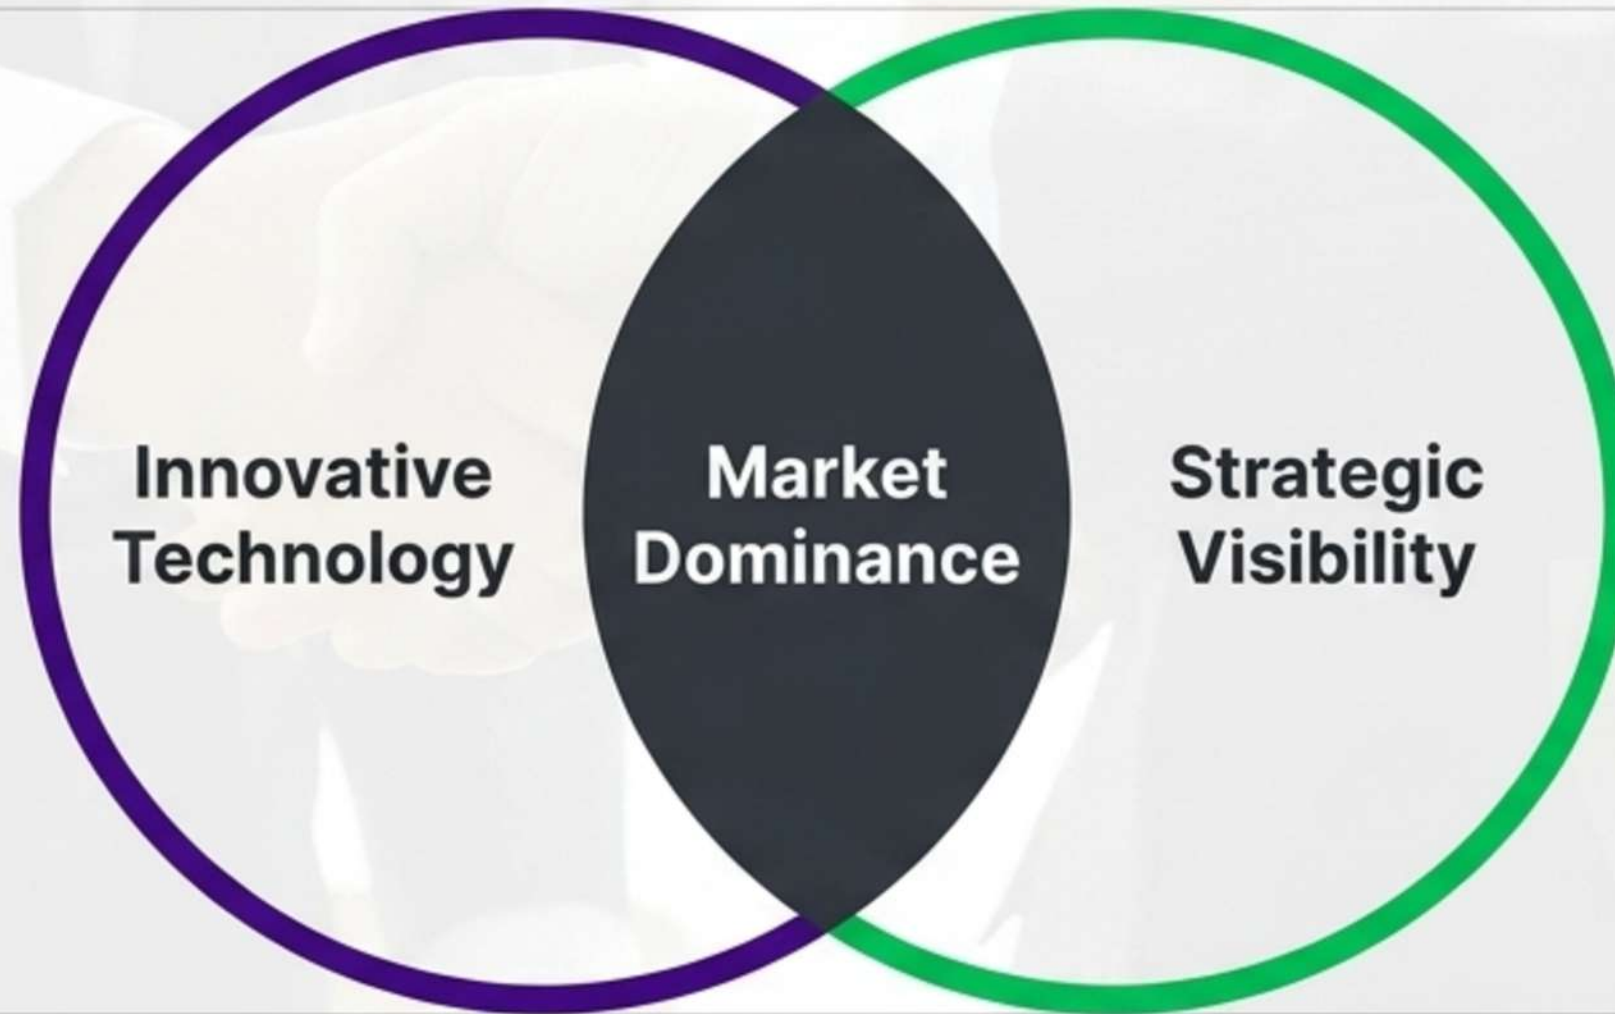 Innovative
Technology
Market
Dominance
Strategic
Visibility